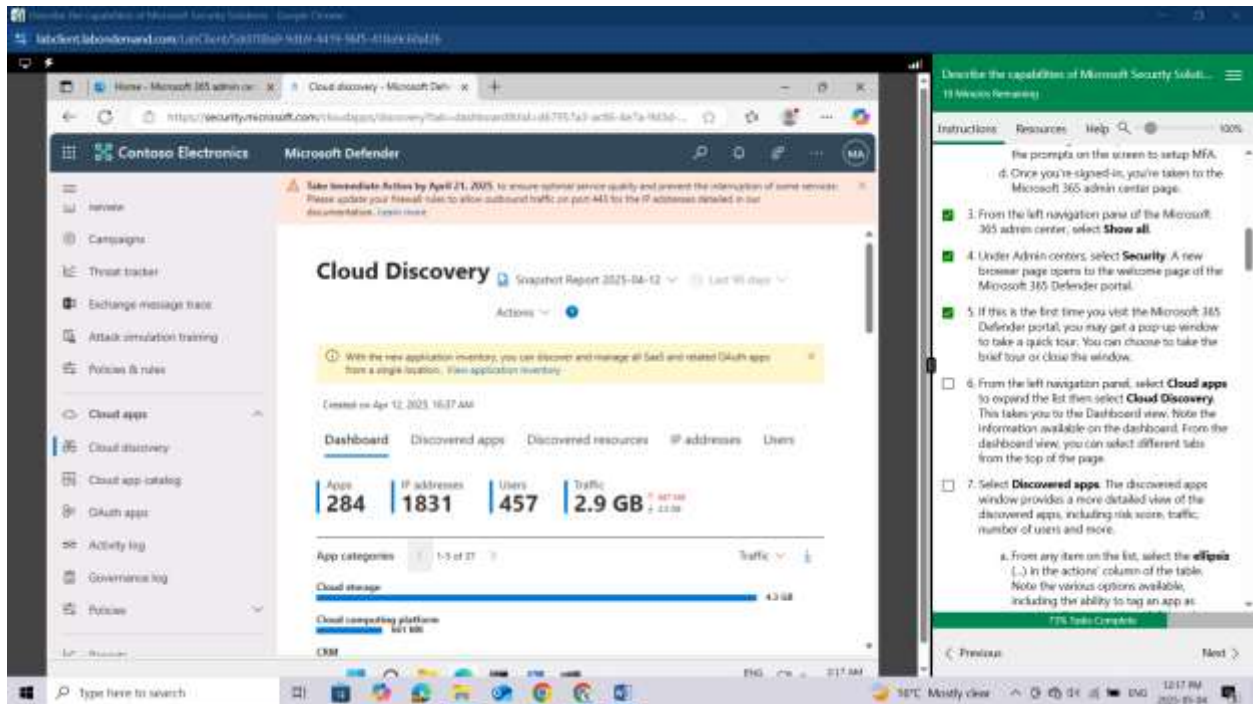 Describe the capabilities of Microsoft Security Solutions - Google Chrome
labclient.labondemand.com/LabClient/
Home - Microsoft 365 admin cen
Cloud discovery - Microsoft Def
https://security.microsoft.com/cloudapps/discovery?tab=dashboard
Contoso Electronics
Microsoft Defender
MA
Take Immediate Action by April 21, 2025, to ensure optimal service quality and prevent the interruption of some services.
Please update your firewall rules to allow outbound traffic on port 443 for the IP addresses detailed in our
documentation. Learn more
Campaigns
Threat tracker
Exchange message trace
Attack simulation training
Policies & rules
Cloud apps
Cloud discovery
Cloud app catalog
OAuth apps
Activity log
Governance log
Policies
Cloud Discovery
Snapshot Report 2025-04-12
Last 90 days
Actions
With the new application inventory, you can discover and manage all SaaS and related OAuth apps
from a single location. View application inventory
Created on Apr 12, 2025, 10:37 AM
Dashboard Discovered apps Discovered resources IP addresses Users
Apps
284
IP addresses
1831
Users
457
Traffic
2.9 GB
App categories
1-5 of 27
Traffic
Cloud storage
4.3 GB
Cloud computing platform
601 MB
CRM
ENG
3:17 AM
Describe the capabilities of Microsoft Security Soluti...
19 Minutes Remaining
Instructions Resources Help
100%
the prompts on the screen to setup MFA.
d. Once you're signed-in, you're taken to the
Microsoft 365 admin center page.
3. From the left navigation pane of the Microsoft
365 admin center, select Show all.
4. Under Admin centers, select Security. A new
browser page opens to the welcome page of the
Microsoft 365 Defender portal.
5. If this is the first time you visit the Microsoft 365
Defender portal, you may get a pop-up window
to take a quick tour. You can choose to take the
brief tour or close the window.
6. From the left navigation panel, select Cloud apps
to expand the list then select Cloud Discovery.
This takes you to the Dashboard view. Note the
information available on the dashboard. From the
dashboard view, you can select different tabs
from the top of the page.
7. Select Discovered apps. The discovered apps
window provides a more detailed view of the
discovered apps, including risk score, traffic,
number of users and more.
a. From any item on the list, select the ellipsis
(...) in the actions' column of the table.
Note the various options available,
including the ability to tag an app as
73% Tasks Complete
Previous
Next
Type here to search
16°C Mostly clear
ENG
12:17 PM
2025-05-04